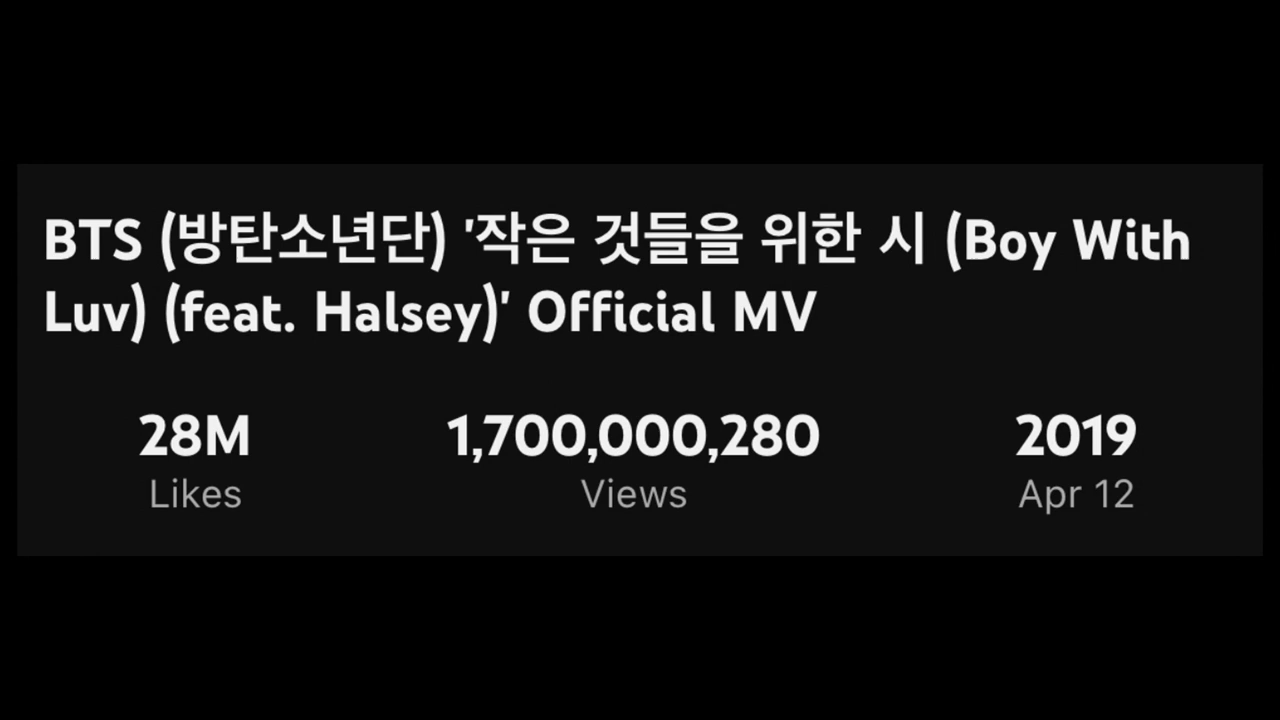 BTS (방탄소년단) '작은 것들을 위한 시 (Boy With
Luv) (feat. Halsey)' Official MV
28M 1,700,000,280 2019
Likes Views Apr 12